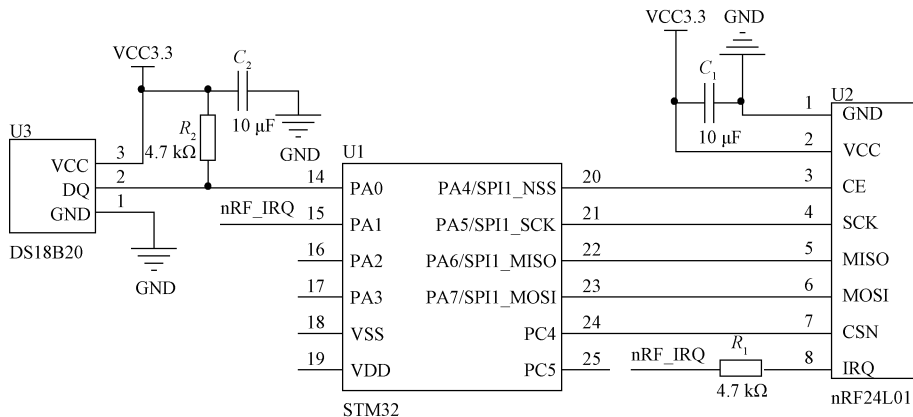 VCC3.3
C2
10 μF
GND
R2
4.7 kΩ
U3
VCC
DQ
GND
3
2
1
DS18B20
GND
nRF_IRQ
U1
14
15
16
17
18
19
PA0
PA1
PA2
PA3
VSS
VDD
PA4/SPI1_NSS
PA5/SPI1_SCK
PA6/SPI1_MISO
PA7/SPI1_MOSI
PC4
PC5
20
21
22
23
24
25
STM32
VCC3.3
GND
C1
10 μF
nRF_IRQ
R1
4.7 kΩ
U2
1
2
3
4
5
6
7
8
GND
VCC
CE
SCK
MISO
MOSI
CSN
IRQ
nRF24L01